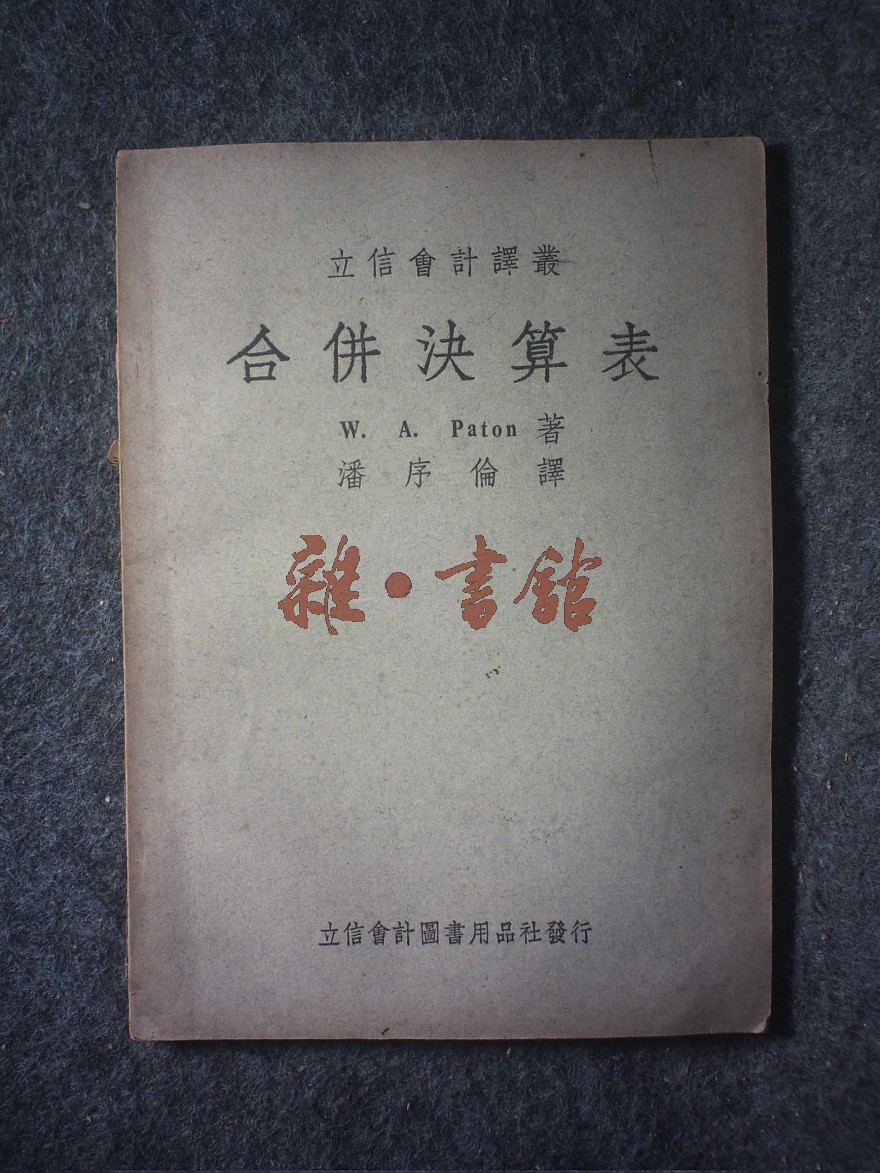 立信會計譯叢
合併決算表
W. A. Paton 著
潘序倫譯
雜·書館
立信會計圖書用品社發行